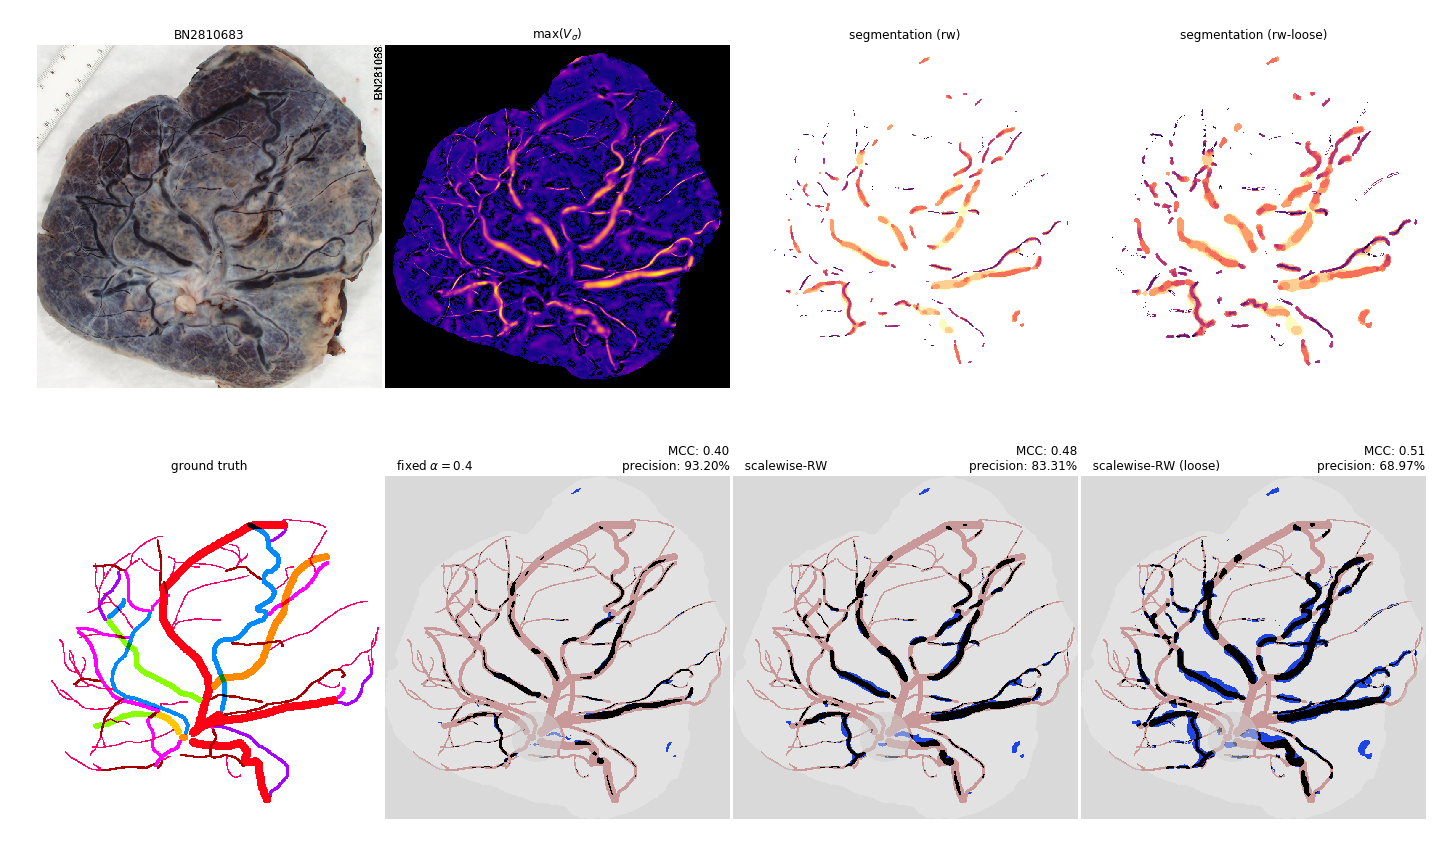 BN2810683
max(Vσ)
segmentation (rw)
segmentation (rw-loose)
BN281068
ground truth
fixed α = 0.4
MCC: 0.40
precision: 93.20%
scalewise-RW
MCC: 0.48
precision: 83.31%
scalewise-RW (loose)
MCC: 0.51
precision: 68.97%